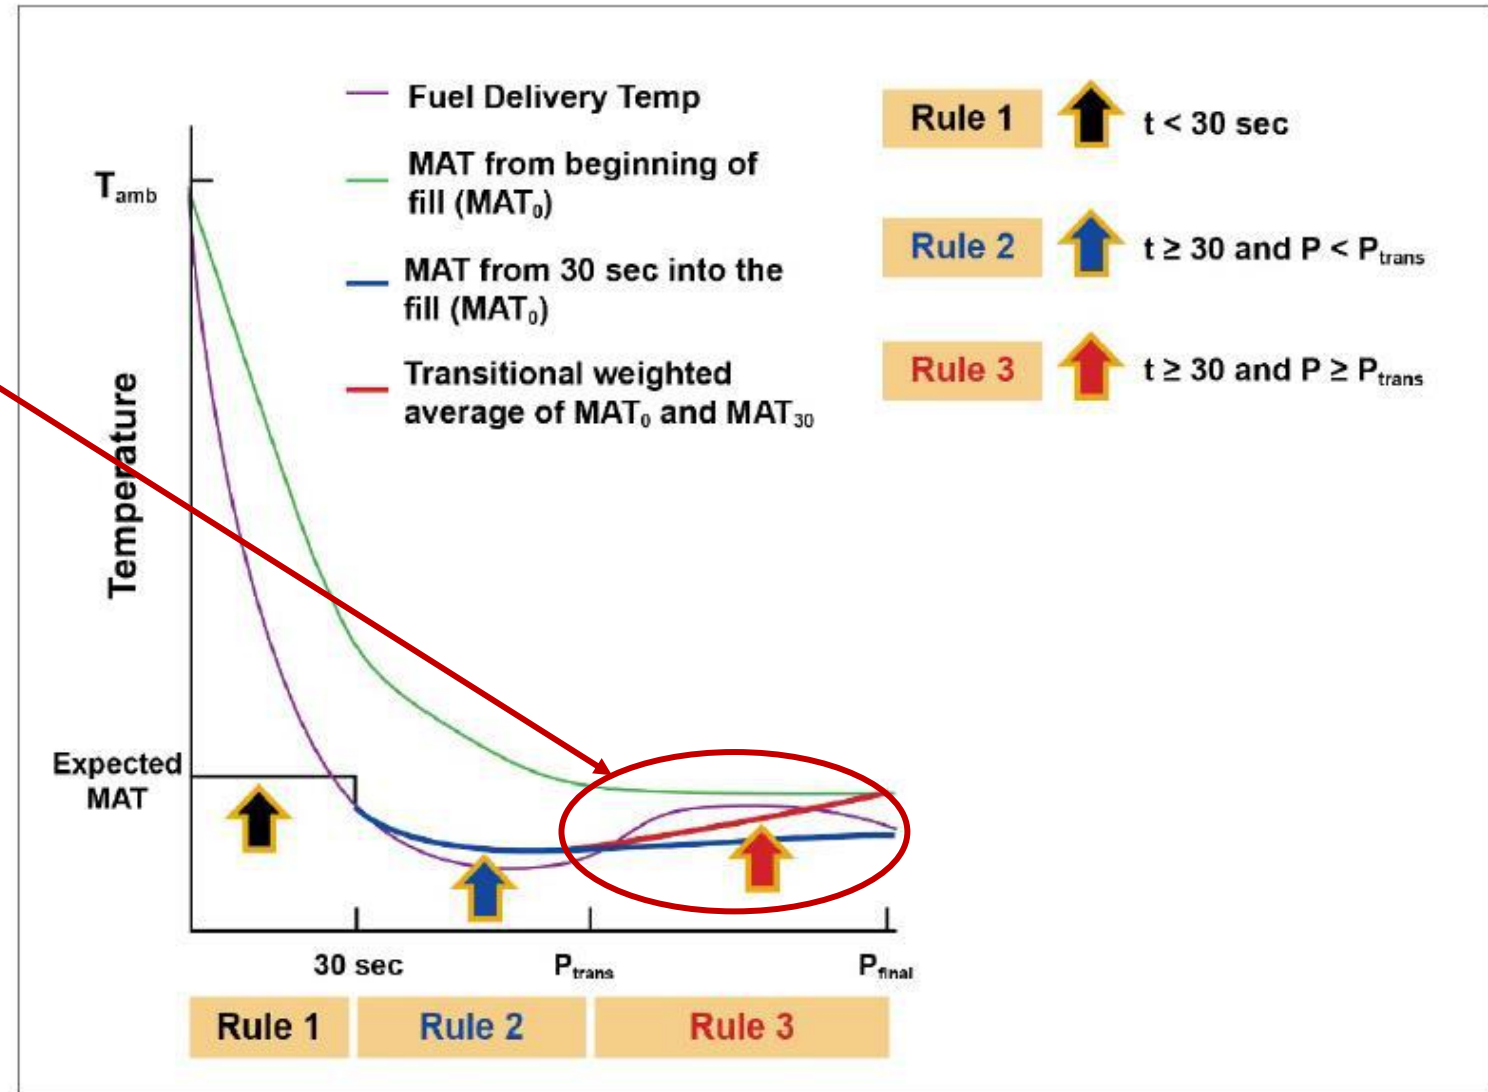 Fuel Delivery Temp
MAT from beginning of
fill (MAT₀)
MAT from 30 sec into the
fill (MAT₀)
Transitional weighted
average of MAT₀ and MAT₃₀
Rule 1
t < 30 sec
Rule 2
t ≥ 30 and P < Ptrans
Rule 3
t ≥ 30 and P ≥ Ptrans
Tamb
Temperature
Expected
MAT
30 sec
Ptrans
Pfinal
Rule 1
Rule 2
Rule 3